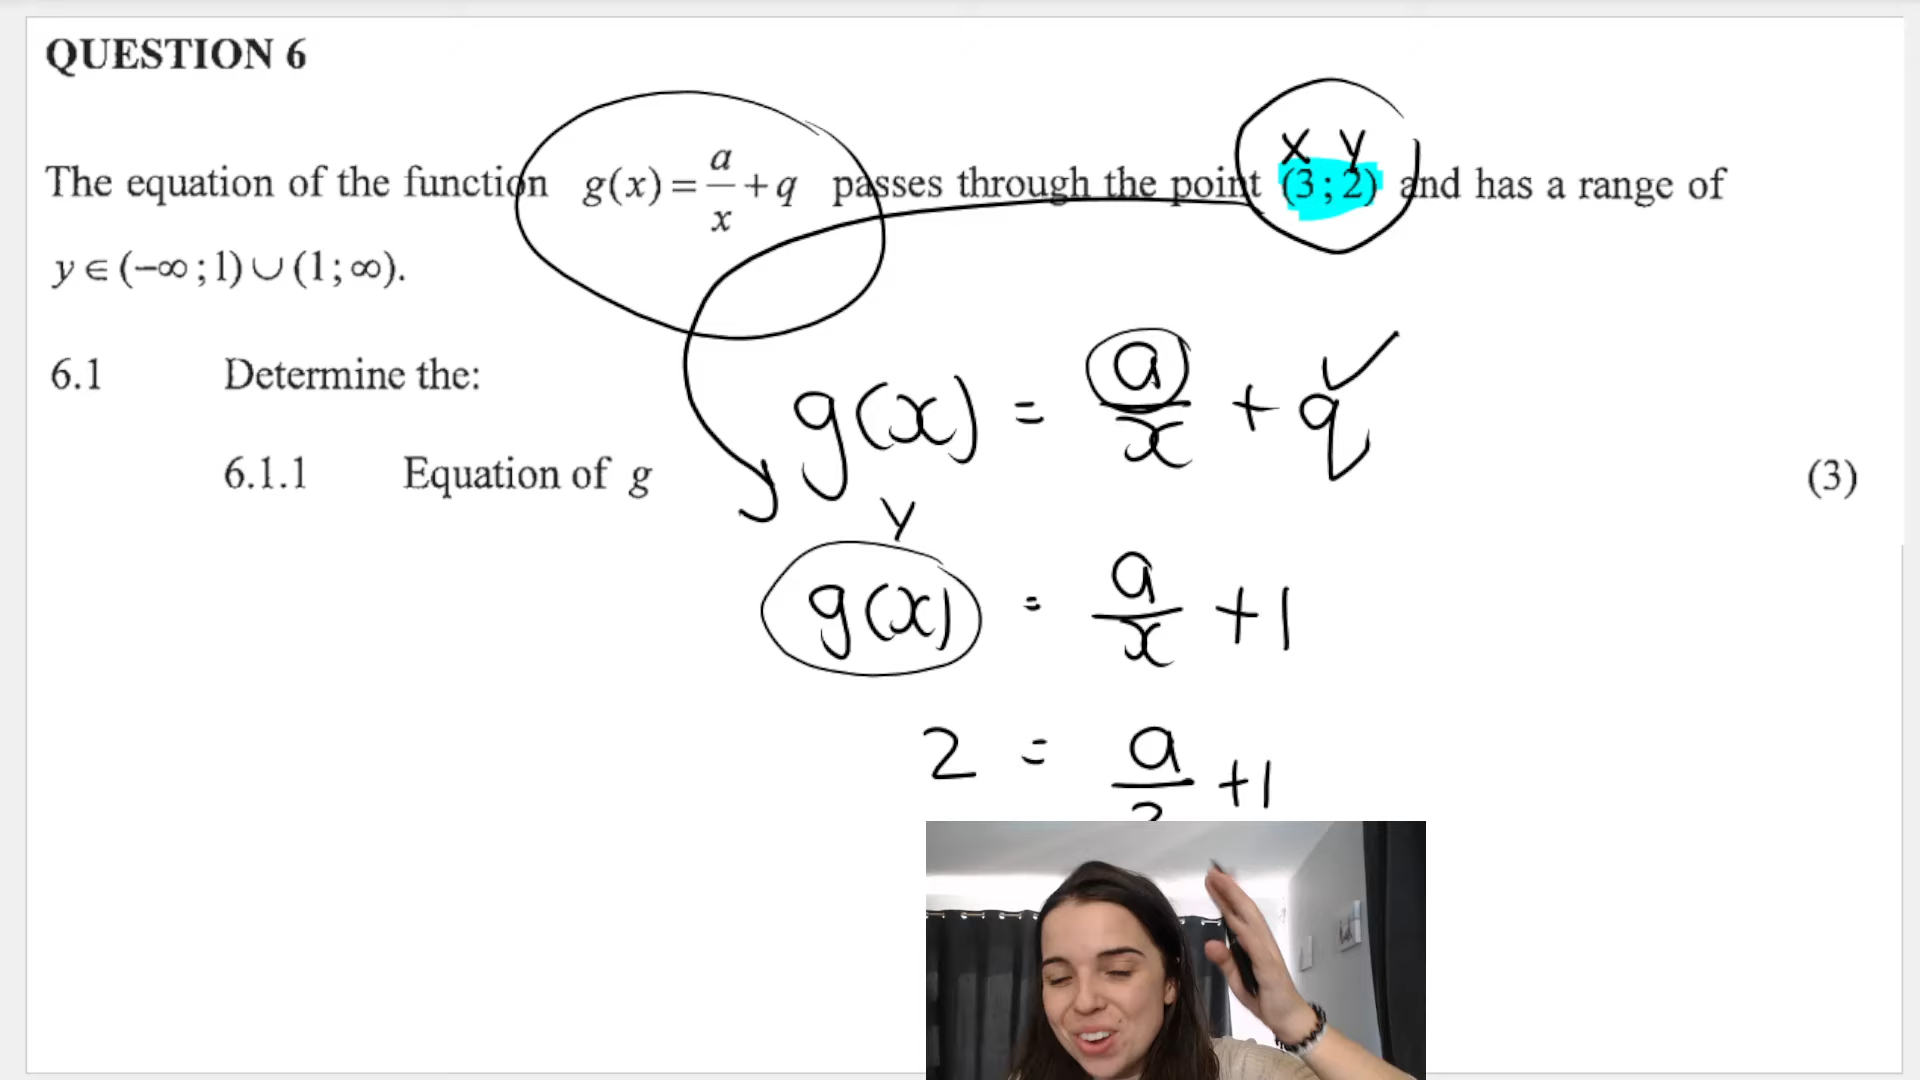 QUESTION 6
The equation of the function g(x) = a/x + q passes through the point (3 ; 2) and has a range of
x y
y ∈ (−∞ ; 1) ∪ (1 ; ∞).
6.1 Determine the:
g(x) = a/x + q ✓
6.1.1 Equation of g (3)
y
g(x) = a/x + 1
2 = a/3 + 1